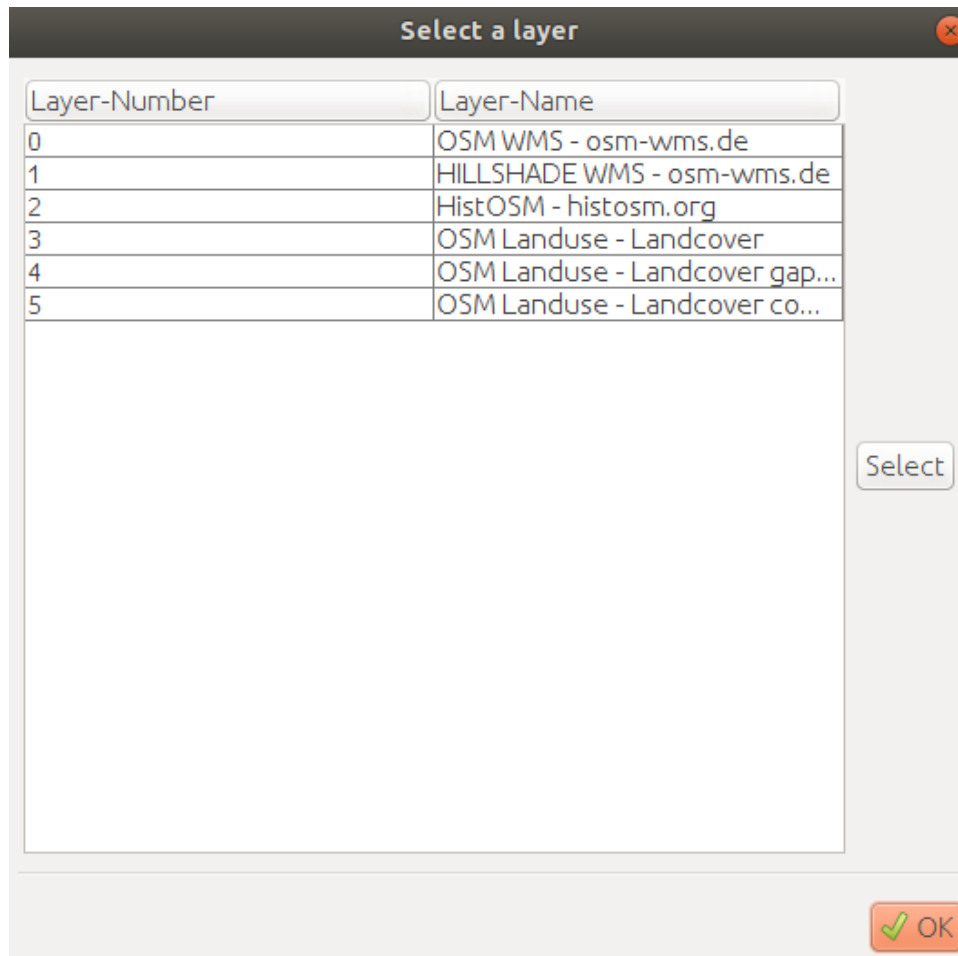 Select a layer
Layer-Number Layer-Name
0 OSM WMS - osm-wms.de
1 HILLSHADE WMS - osm-wms.de
2 HistOSM - histosm.org
3 OSM Landuse - Landcover
4 OSM Landuse - Landcover gap...
5 OSM Landuse - Landcover co...
Select
OK